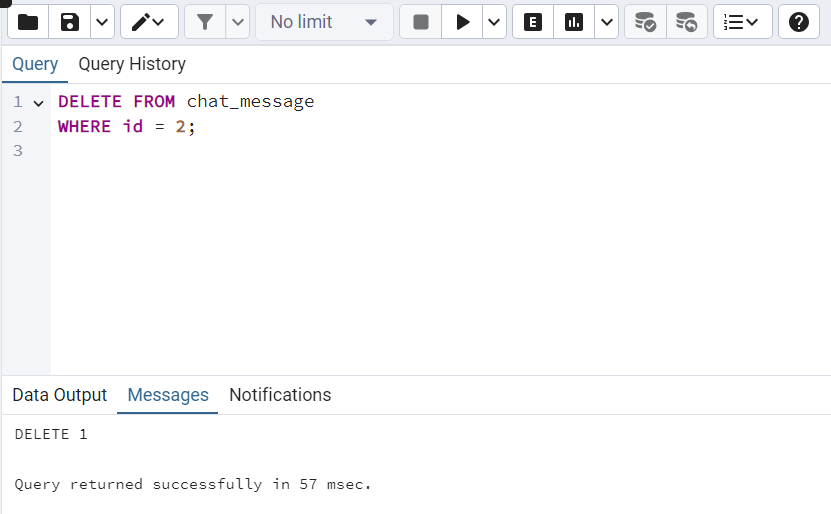 No limit
E
Query Query History
1 DELETE FROM chat_message
2 WHERE id = 2;
3
Data Output Messages Notifications
DELETE 1
Query returned successfully in 57 msec.